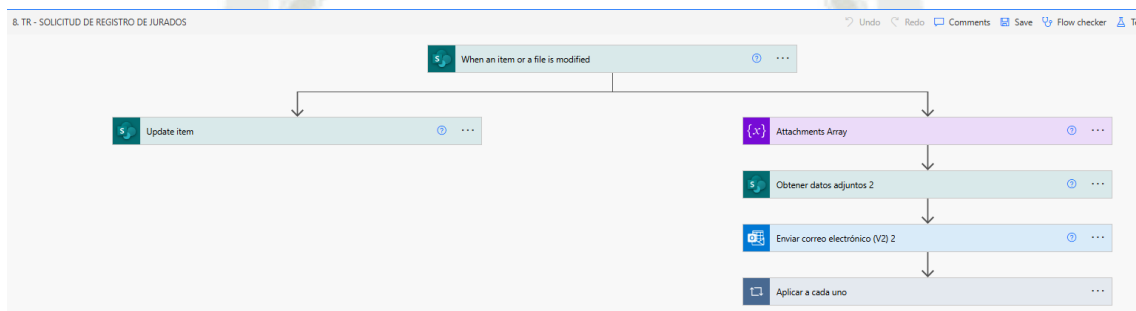 8. TR - SOLICITUD DE REGISTRO DE JURADOS
Undo Redo Comments Save Flow checker
When an item or a file is modified
Update item
{x} Attachments Array
Obtener datos adjuntos 2
Enviar correo electrónico (V2) 2
Aplicar a cada uno